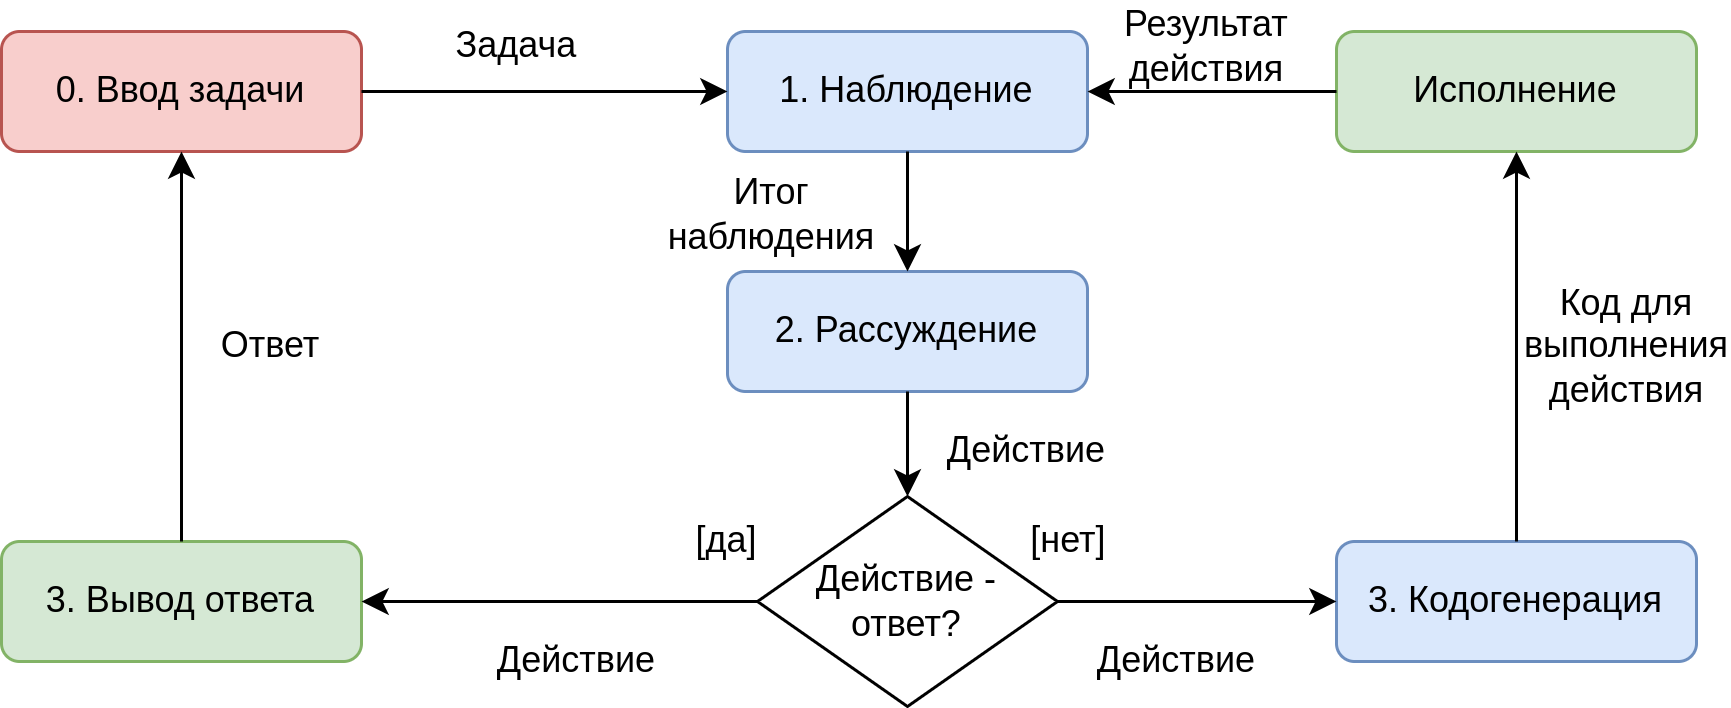 0. Ввод задачи
Задача
1. Наблюдение
Результат
действия
Исполнение
Итог
наблюдения
2. Рассуждение
Ответ
Код для
выполнения
действия
Действие
[да]
[нет]
Действие -
ответ?
3. Вывод ответа
3. Кодогенерация
Действие
Действие